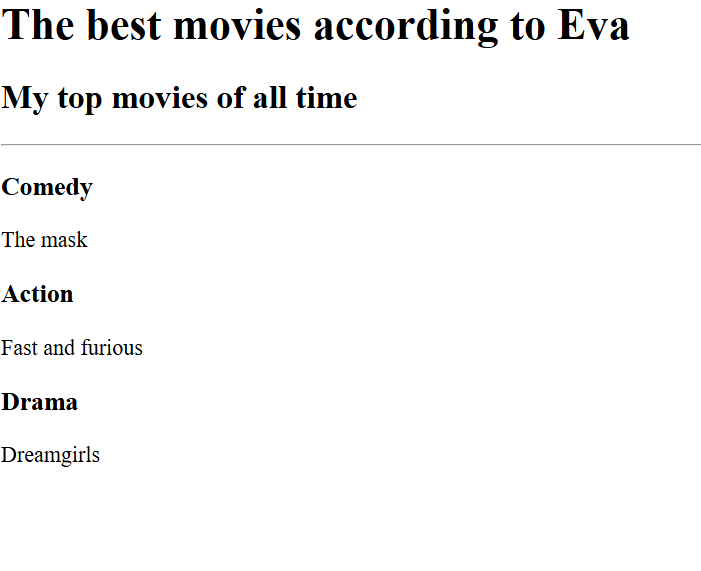 The best movies according to Eva
My top movies of all time
Comedy
The mask
Action
Fast and furious
Drama
Dreamgirls